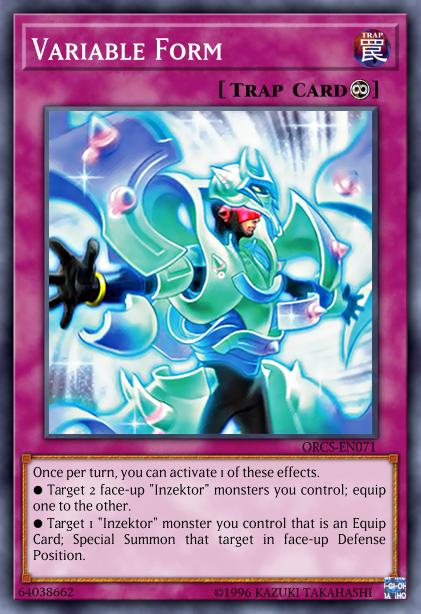 VARIABLE FORM
TRAP
罠
[TRAP CARD]
ORCS-EN071
Once per turn, you can activate 1 of these effects.
● Target 2 face-up "Inzektor" monsters you control; equip
one to the other.
● Target 1 "Inzektor" monster you control that is an Equip
Card; Special Summon that target in face-up Defense
Position.
64038662
©1996 KAZUKI TAKAHASHI